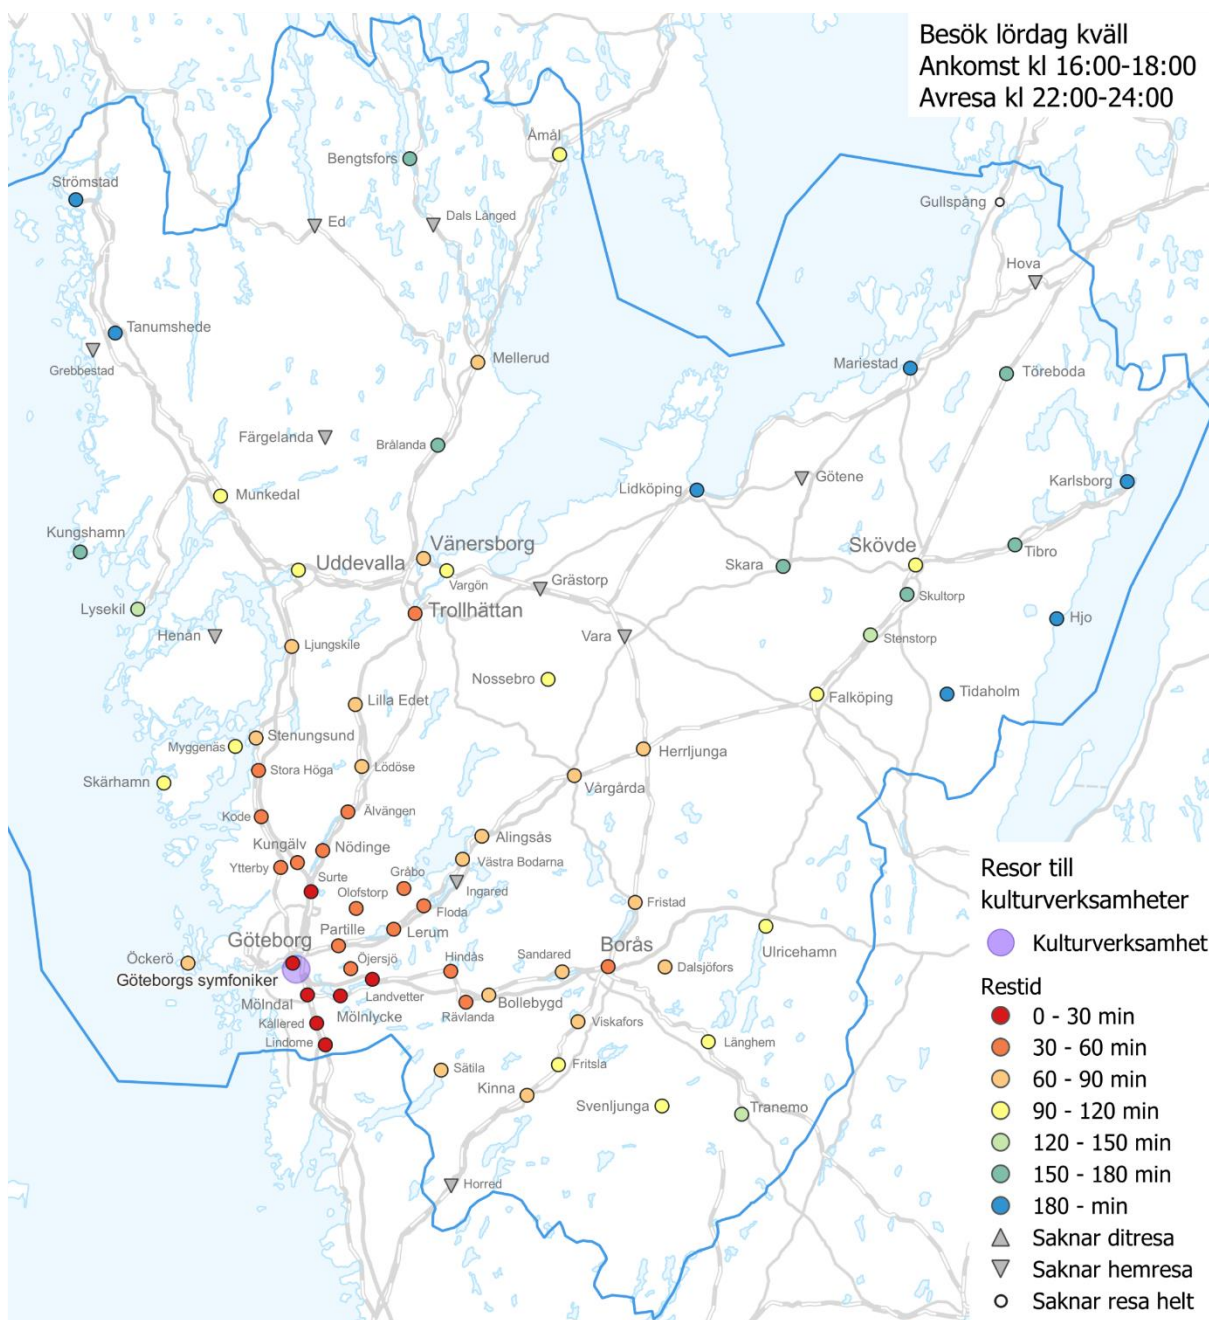 Besök lördag kväll
Ankomst kl 16:00-18:00
Avresa kl 22:00-24:00
Åmål
Bengtsfors
Strömstad
Gullspång
Ed
Dals Långed
Hova
Tanumshede
Grebbestad
Mellerud
Mariestad
Töreboda
Färgelanda
Brålanda
Götene
Lidköping
Karlsborg
Munkedal
Kungshamn
Vänersborg
Skövde
Tibro
Uddevalla
Skara
Vargön
Grästorp
Skultorp
Lysekil
Trollhättan
Henån
Ljungskile
Vara
Stenstorp
Hjo
Nossebro
Tidaholm
Lilla Edet
Falköping
Stenungsund
Myggenäs
Herrljunga
Stora Höga
Lödöse
Skärhamn
Vårgårda
Kode
Älvängen
Alingsås
Kungälv
Nödinge
Västra Bodarna
Ytterby
Surte
Gråbo
Ingared
Olofstorp
Floda
Fristad
Partille
Lerum
Göteborg
Ulricehamn
Öckerö
Öjersjö
Hindås
Sandared
Borås
Dalsjöfors
Göteborgs symfoniker
Landvetter
Mölndal
Mölnlycke
Rävlanda
Bollebygd
Kållered
Viskafors
Lindome
Länghem
Sätila
Fritsla
Kinna
Svenljunga
Tranemo
Horred
Resor till
kulturverksamheter
Kulturverksamhet
Restid
0 - 30 min
30 - 60 min
60 - 90 min
90 - 120 min
120 - 150 min
150 - 180 min
180 - min
Saknar ditresa
Saknar hemresa
Saknar resa helt